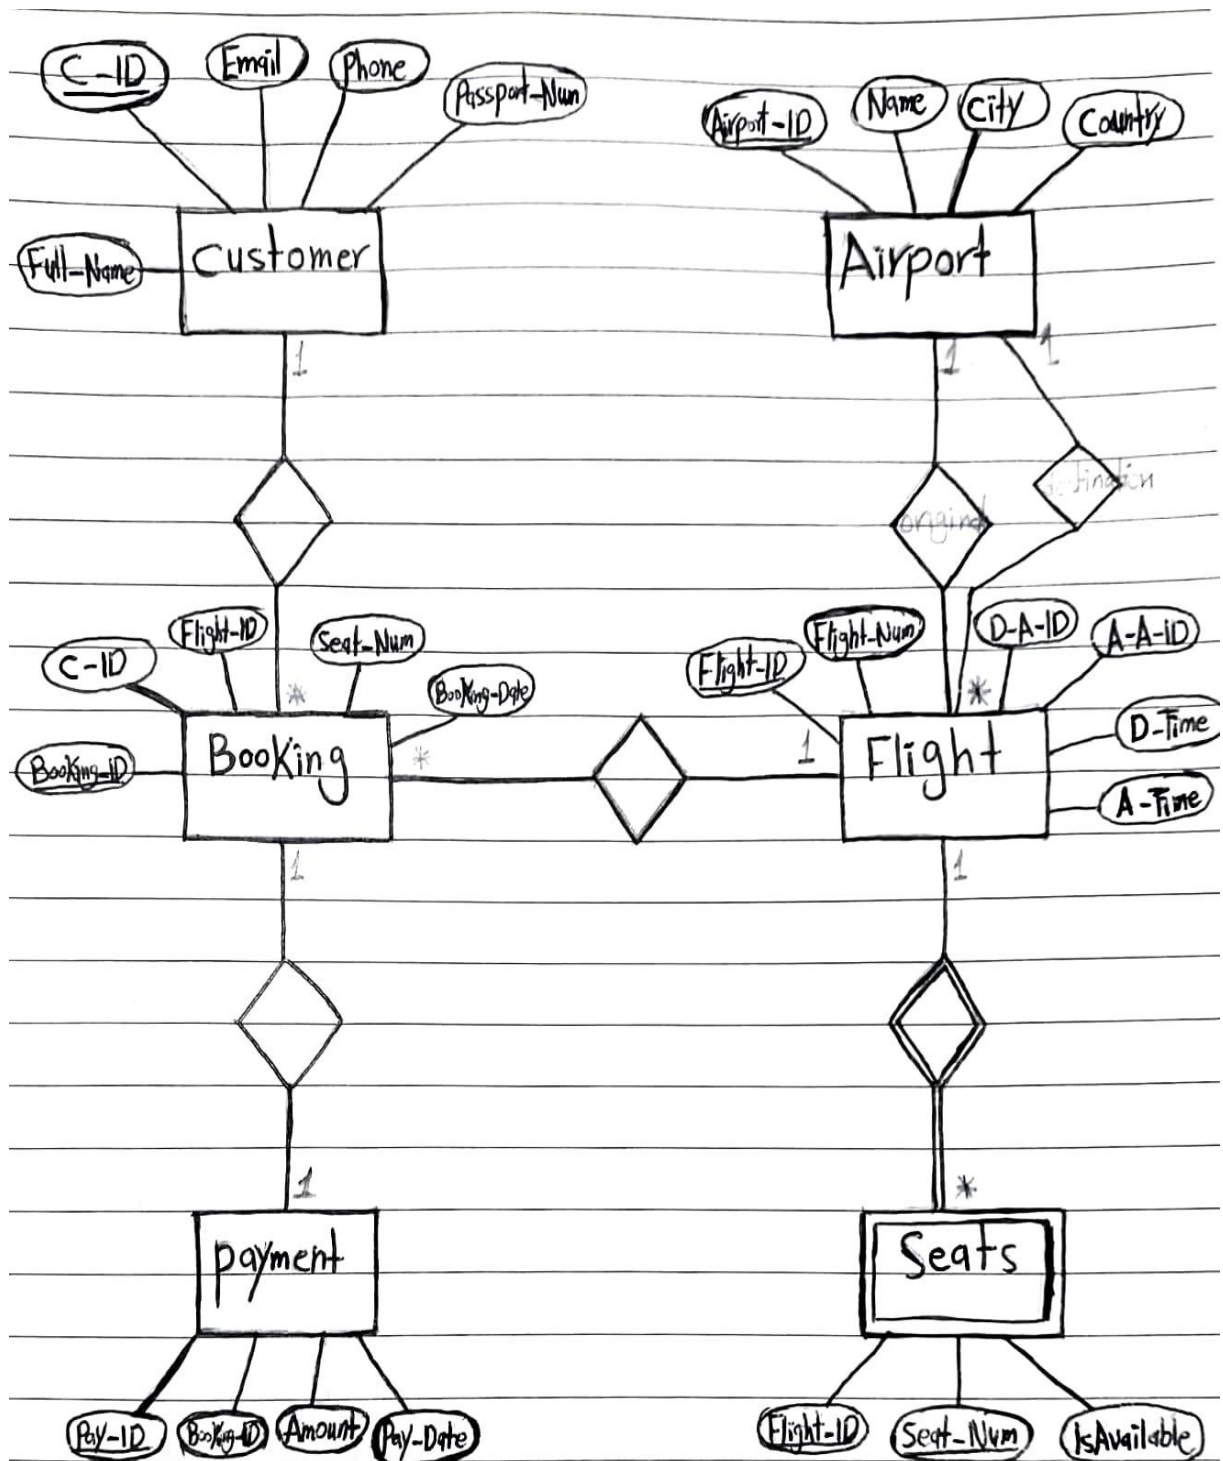 C-ID
Email
Phone
Passport-Num
Full-Name
Customer
1
Airport-ID
Name
City
Country
Airport
1
1
original
C-ID
Flight-ID
Seat-Num
Booking-Date
Booking-ID
Booking
*
*
1
Flight-ID
Flight-Num
D-A-ID
A-A-ID
D-Time
A-Time
Flight
*
1
1
1
payment
Pay-ID
Booking-ID
Amount
Pay-Date
*
Seats
Flight-ID
Seat-Num
IsAvailable